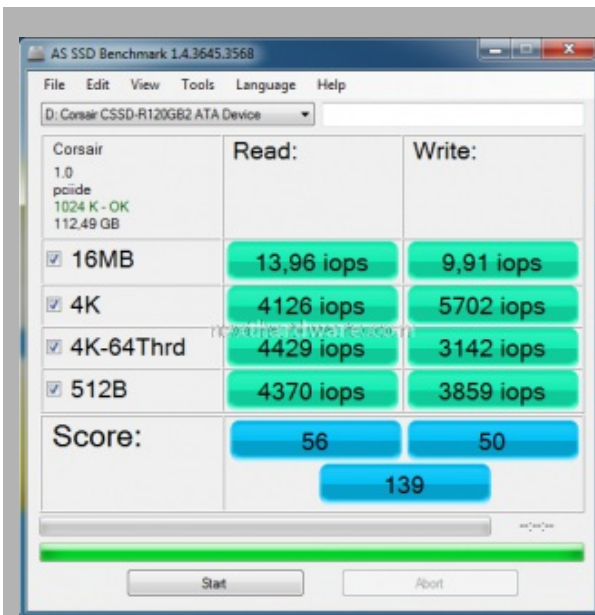 AS SSD Benchmark 1.4.3645.3568
File Edit View Tools Language Help
D: Corsair CSSD-R120GB2 ATA Device
Corsair
1.0
pciide
1024 K - OK
112,49 GB
Read: Write:
16MB 13,96 iops 9,91 iops
4K 4126 iops 5702 iops
4K-64Thrd 4429 iops 3142 iops
512B 4370 iops 3859 iops
Score: 56 50
139
--:--:--
Start Abort